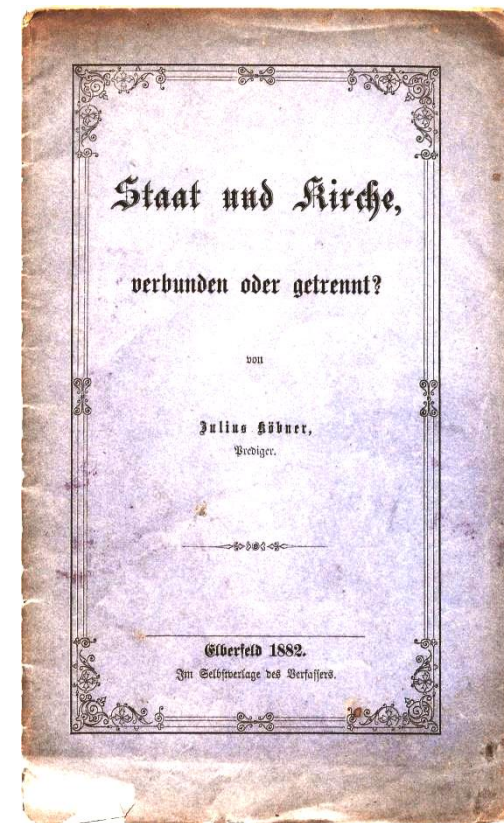 Staat und Kirche,
verbunden oder getrennt?
von
Julius Köbner,
Prediger.
Elberfeld 1882.
Im Selbstverlage des Verfassers.